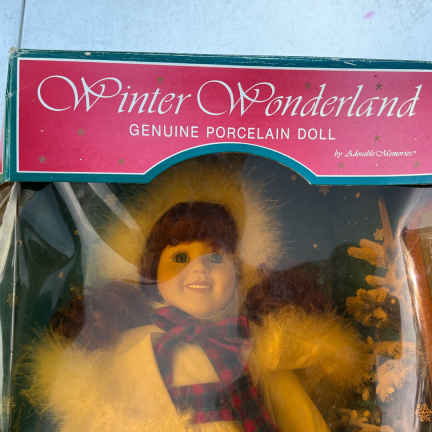 Winter Wonderland
GENUINE PORCELAIN DOLL
by Adorable Memories